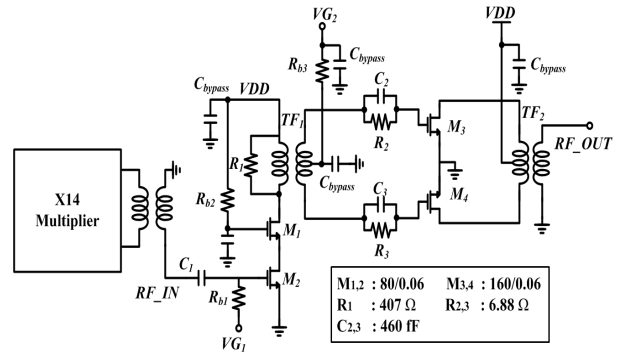 VG2
VDD
Rb3
Cbypass
Cbypass
Cbypass
VDD
C2
TF1
R2
M3
TF2
RF_OUT
R1
X14
Multiplier
Rb2
Cbypass
C3
M4
M1
R3
C1
M2
RF_IN
Rb1
VG1
M1,2 : 80/0.06 M3,4 : 160/0.06
R1 : 407 Ω R2,3 : 6.88 Ω
C2,3 : 460 fF